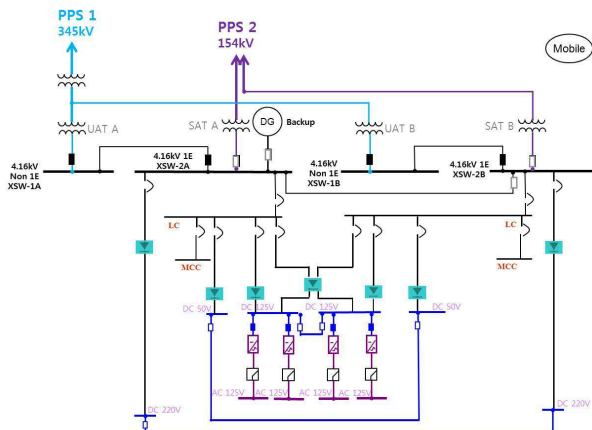 PPS 1
345kV
PPS 2
154kV
Mobile
UAT A
SAT A
DG
Backup
UAT B
SAT B
4.16kV
Non 1E
XSW-1A
4.16kV 1E
XSW-2A
4.16kV
Non 1E
XSW-1B
4.16kV 1E
XSW-2B
LC
LC
MCC
MCC
DC 50V
DC 125V
DC 125V
DC 50V
AC 125V
AC 125V
AC 125V
AC 125V
DC 220V
DC 220V